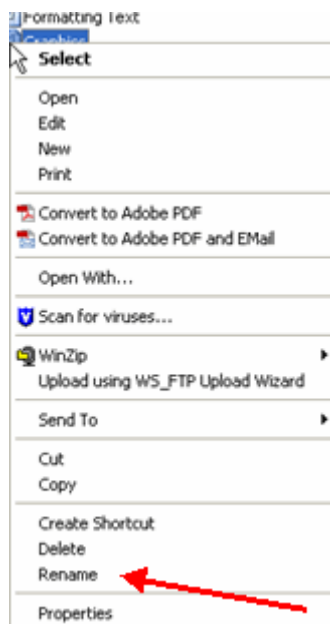 Formatting Text
Graphics
Select
Open
Edit
New
Print
Convert to Adobe PDF
Convert to Adobe PDF and EMail
Open With...
Scan for viruses...
WinZip
Upload using WS_FTP Upload Wizard
Send To
Cut
Copy
Create Shortcut
Delete
Rename
Properties